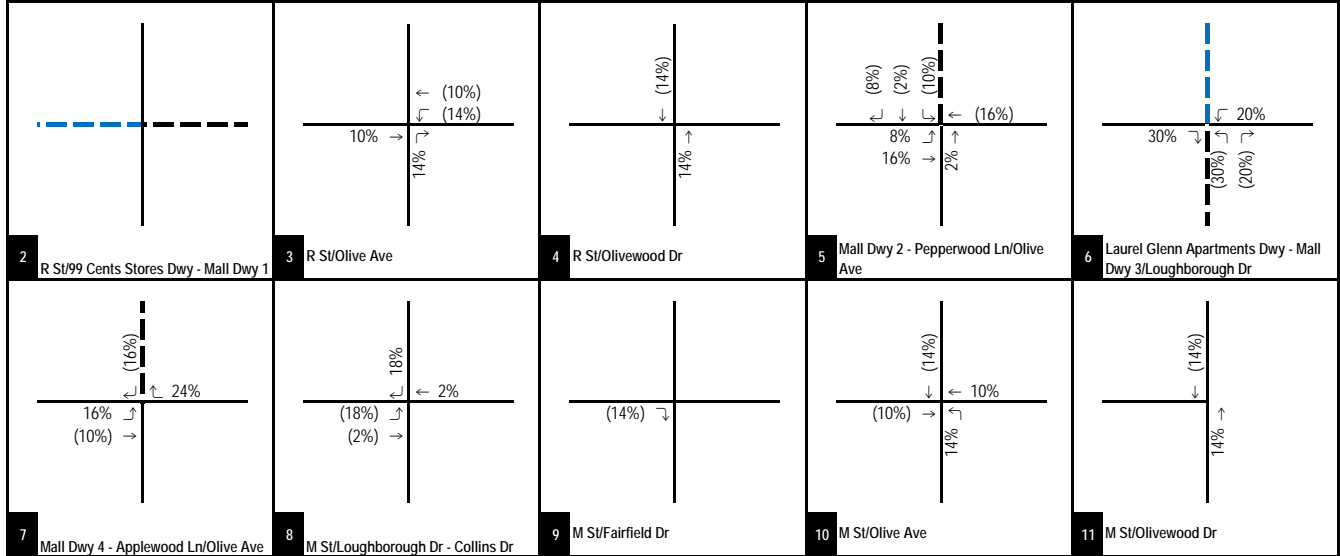 2
R St/99 Cents Stores Dwy - Mall Dwy 1
← (10%)
(14%)
10% →
14%
3
R St/Olive Ave
(14%)
↓
14% →
4
R St/Olivewood Dr
(8%) (2%) (10%)
↓ ← (16%)
8%
16% →
2% →
5
Mall Dwy 2 - Pepperwood Ln/Olive
Ave
20%
30%
(30%) (20%)
6
Laurel Glenn Apartments Dwy - Mall
Dwy 3/Loughborough Dr
(16%)
24%
16%
(10%) →
7
Mall Dwy 4 - Applewood Ln/Olive Ave
18%
← 2%
(18%)
(2%) →
8
M St/Loughborough Dr - Collins Dr
(14%)
9
M St/Fairfield Dr
(14%)
↓ ← 10%
(10%) →
14%
10
M St/Olive Ave
(14%)
↓
14% →
11
M St/Olivewood Dr